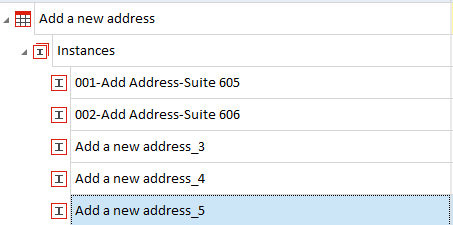 Add a new address
Instances
001-Add Address-Suite 605
002-Add Address-Suite 606
Add a new address_3
Add a new address_4
Add a new address_5